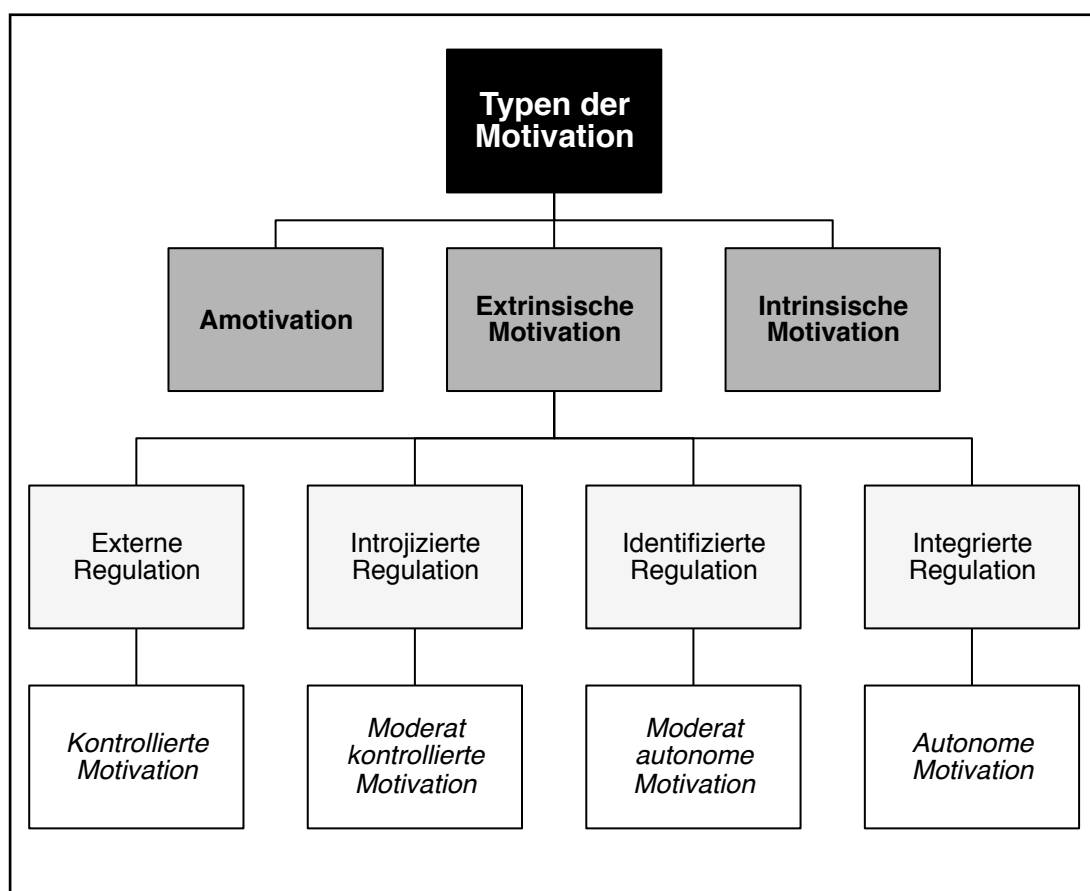 Typen der
Motivation
Amotivation
Extrinsische
Motivation
Intrinsische
Motivation
Externe
Regulation
Introjizierte
Regulation
Identifizierte
Regulation
Integrierte
Regulation
Kontrollierte
Motivation
Moderat
kontrollierte
Motivation
Moderat
autonome
Motivation
Autonome
Motivation